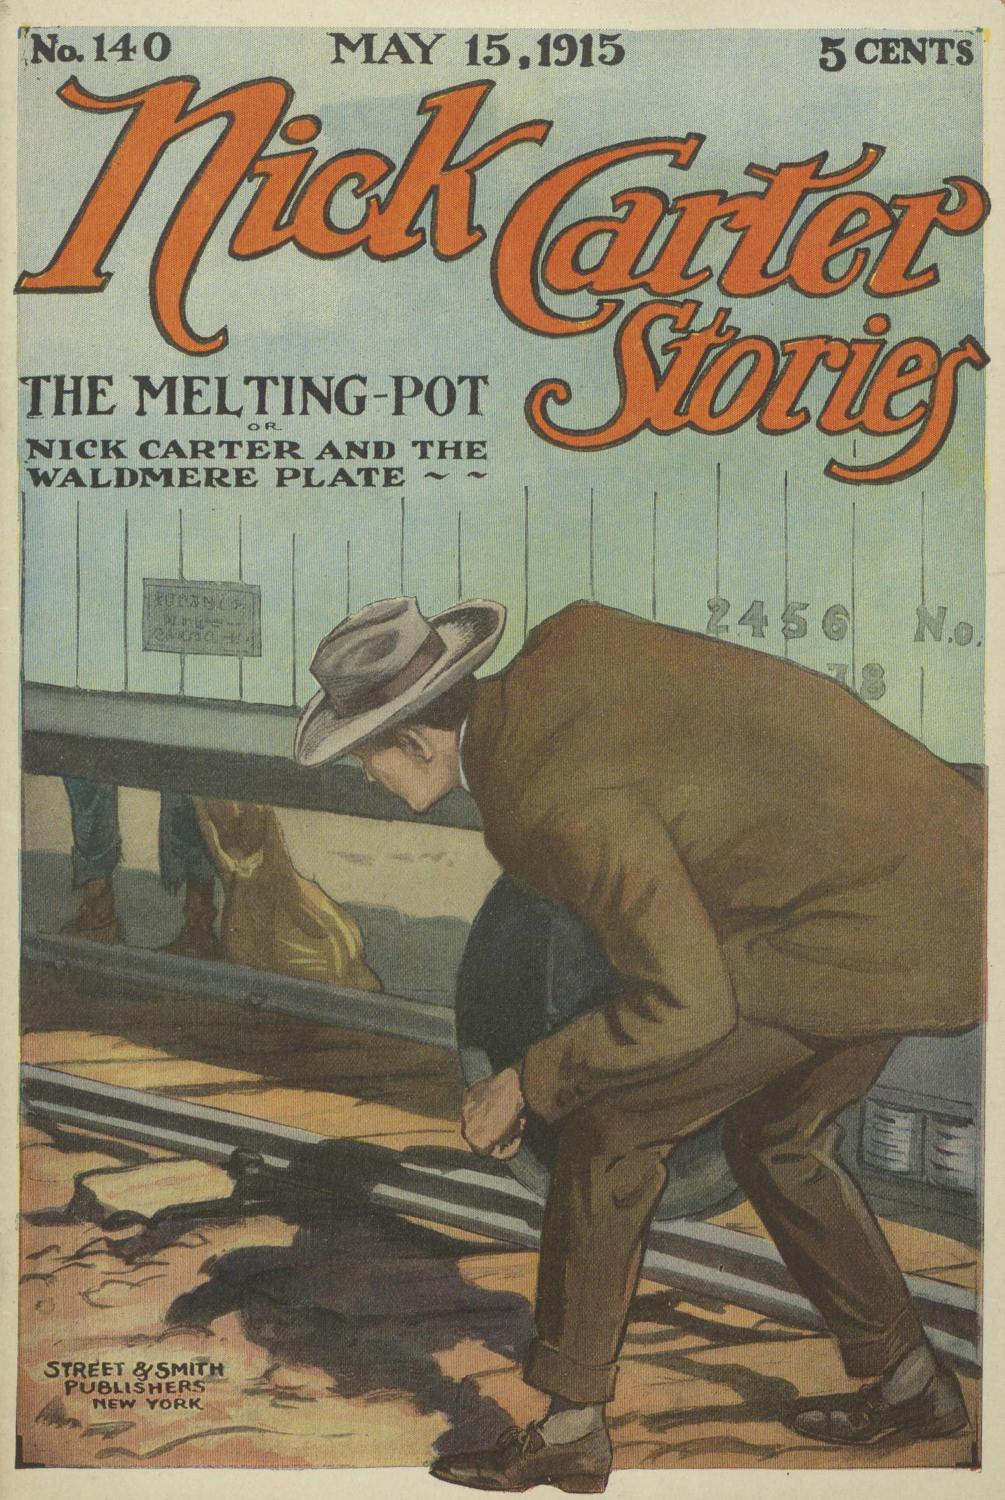 No. 140
MAY 15, 1915
5 CENTS
Nick Carter
Stories
THE MELTING-POT
OR
NICK CARTER AND THE
WALDMERE PLATE ~ ~
2456 No.
78
STREET & SMITH
PUBLISHERS
NEW YORK